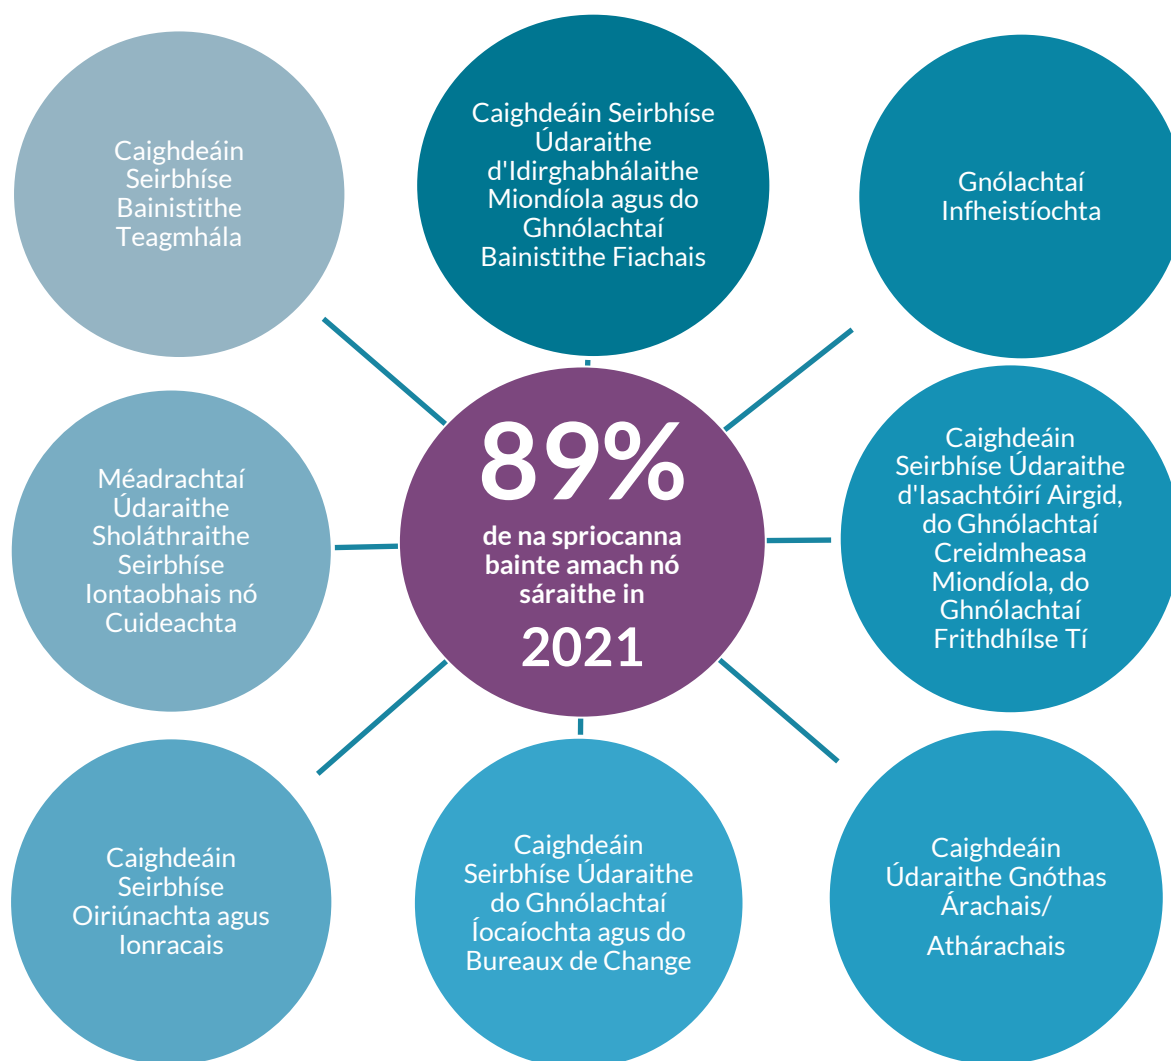 Caighdeáin
Seirbhíse
Bainistithe
Teagmhála
Caighdeáin Seirbhíse
Údaraithe
d'Idirghabhálaithe
Miondíola agus do
Ghnólachtaí
Bainistithe Fiachais
Gnólachtaí
Infheistíochta
Méadrachtaí
Údaraithe
Sholáthraithe
Seirbhíse
Iontaobhais nó
Cuideachta
89%
de na spriocanna
bainte amach nó
sáraithe in
2021
Caighdeáin
Seirbhíse Údaraithe
d'Iasachtóirí Airgid,
do Ghnólachtaí
Creidmheasa
Miondíola, do
Ghnólachtaí
Frithdhílse Tí
Caighdeáin
Seirbhíse
Oiriúnachta agus
Ionracais
Caighdeáin
Seirbhíse Údaraithe
do Ghnólachtaí
Íocaíochta agus do
Bureaux de Change
Caighdeáin
Údaraithe Gnóthas
Árachais/
Athárachais